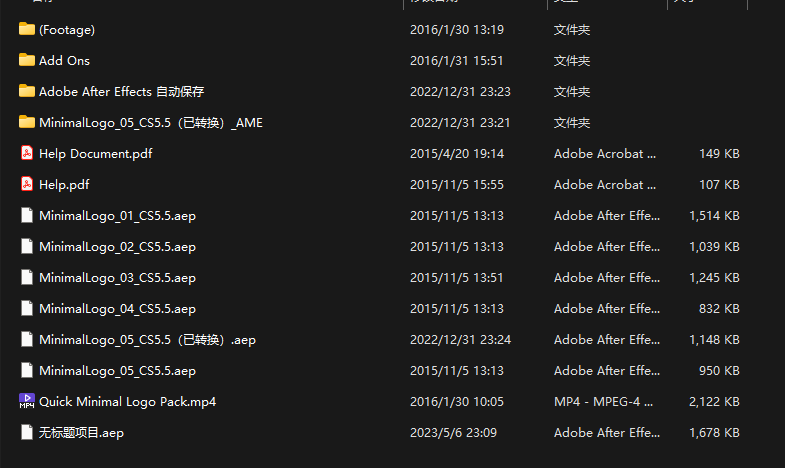 (Footage) 2016/1/30 13:19 文件夹
Add Ons 2016/1/31 15:51 文件夹
Adobe After Effects 自动保存 2022/12/31 23:23 文件夹
MinimalLogo_05_CS5.5（已转换）_AME 2022/12/31 23:21 文件夹
Help Document.pdf 2015/4/20 19:14 Adobe Acrobat ... 149 KB
Help.pdf 2015/11/5 15:55 Adobe Acrobat ... 107 KB
MinimalLogo_01_CS5.5.aep 2015/11/5 13:13 Adobe After Effe... 1,514 KB
MinimalLogo_02_CS5.5.aep 2015/11/5 13:13 Adobe After Effe... 1,039 KB
MinimalLogo_03_CS5.5.aep 2015/11/5 13:51 Adobe After Effe... 1,245 KB
MinimalLogo_04_CS5.5.aep 2015/11/5 13:13 Adobe After Effe... 832 KB
MinimalLogo_05_CS5.5（已转换）.aep 2022/12/31 23:24 Adobe After Effe... 1,148 KB
MinimalLogo_05_CS5.5.aep 2015/11/5 13:13 Adobe After Effe... 950 KB
MP4 Quick Minimal Logo Pack.mp4 2016/1/30 10:05 MP4 - MPEG-4 ... 2,122 KB
无标题项目.aep 2023/5/6 23:09 Adobe After Effe... 1,678 KB